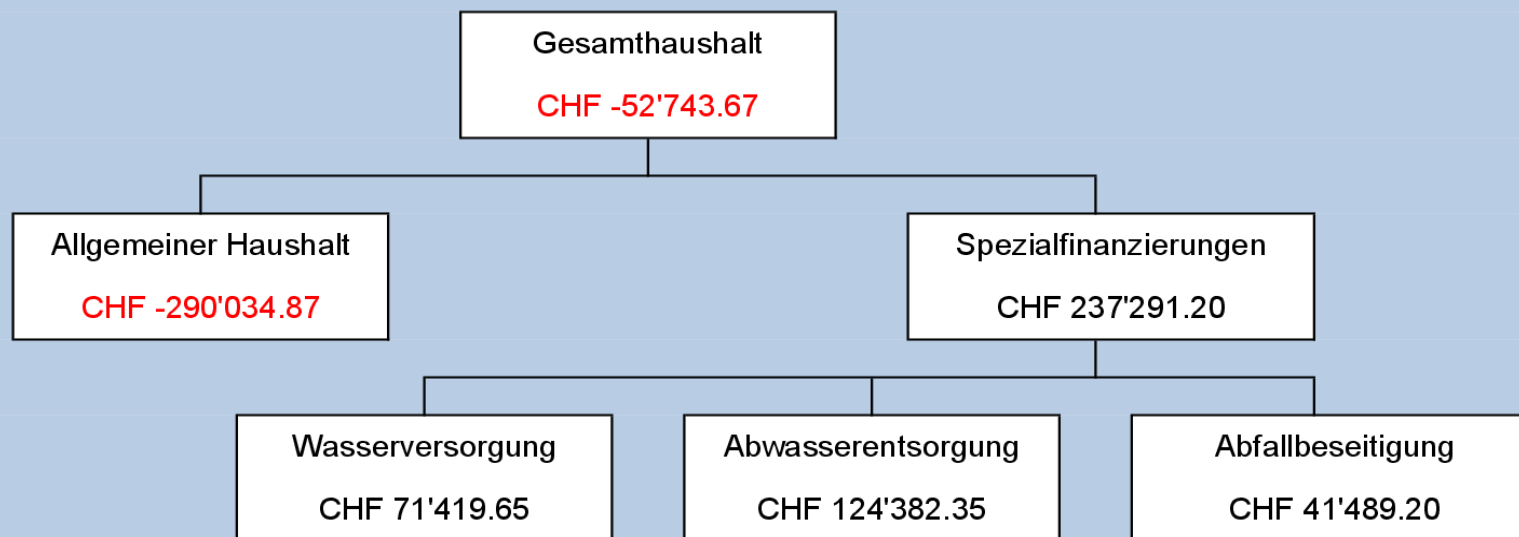 Gesamthaushalt
CHF -52'743.67
Allgemeiner Haushalt
CHF -290'034.87
Spezialfinanzierungen
CHF 237'291.20
Wasserversorgung
CHF 71'419.65
Abwasserentsorgung
CHF 124'382.35
Abfallbeseitigung
CHF 41'489.20